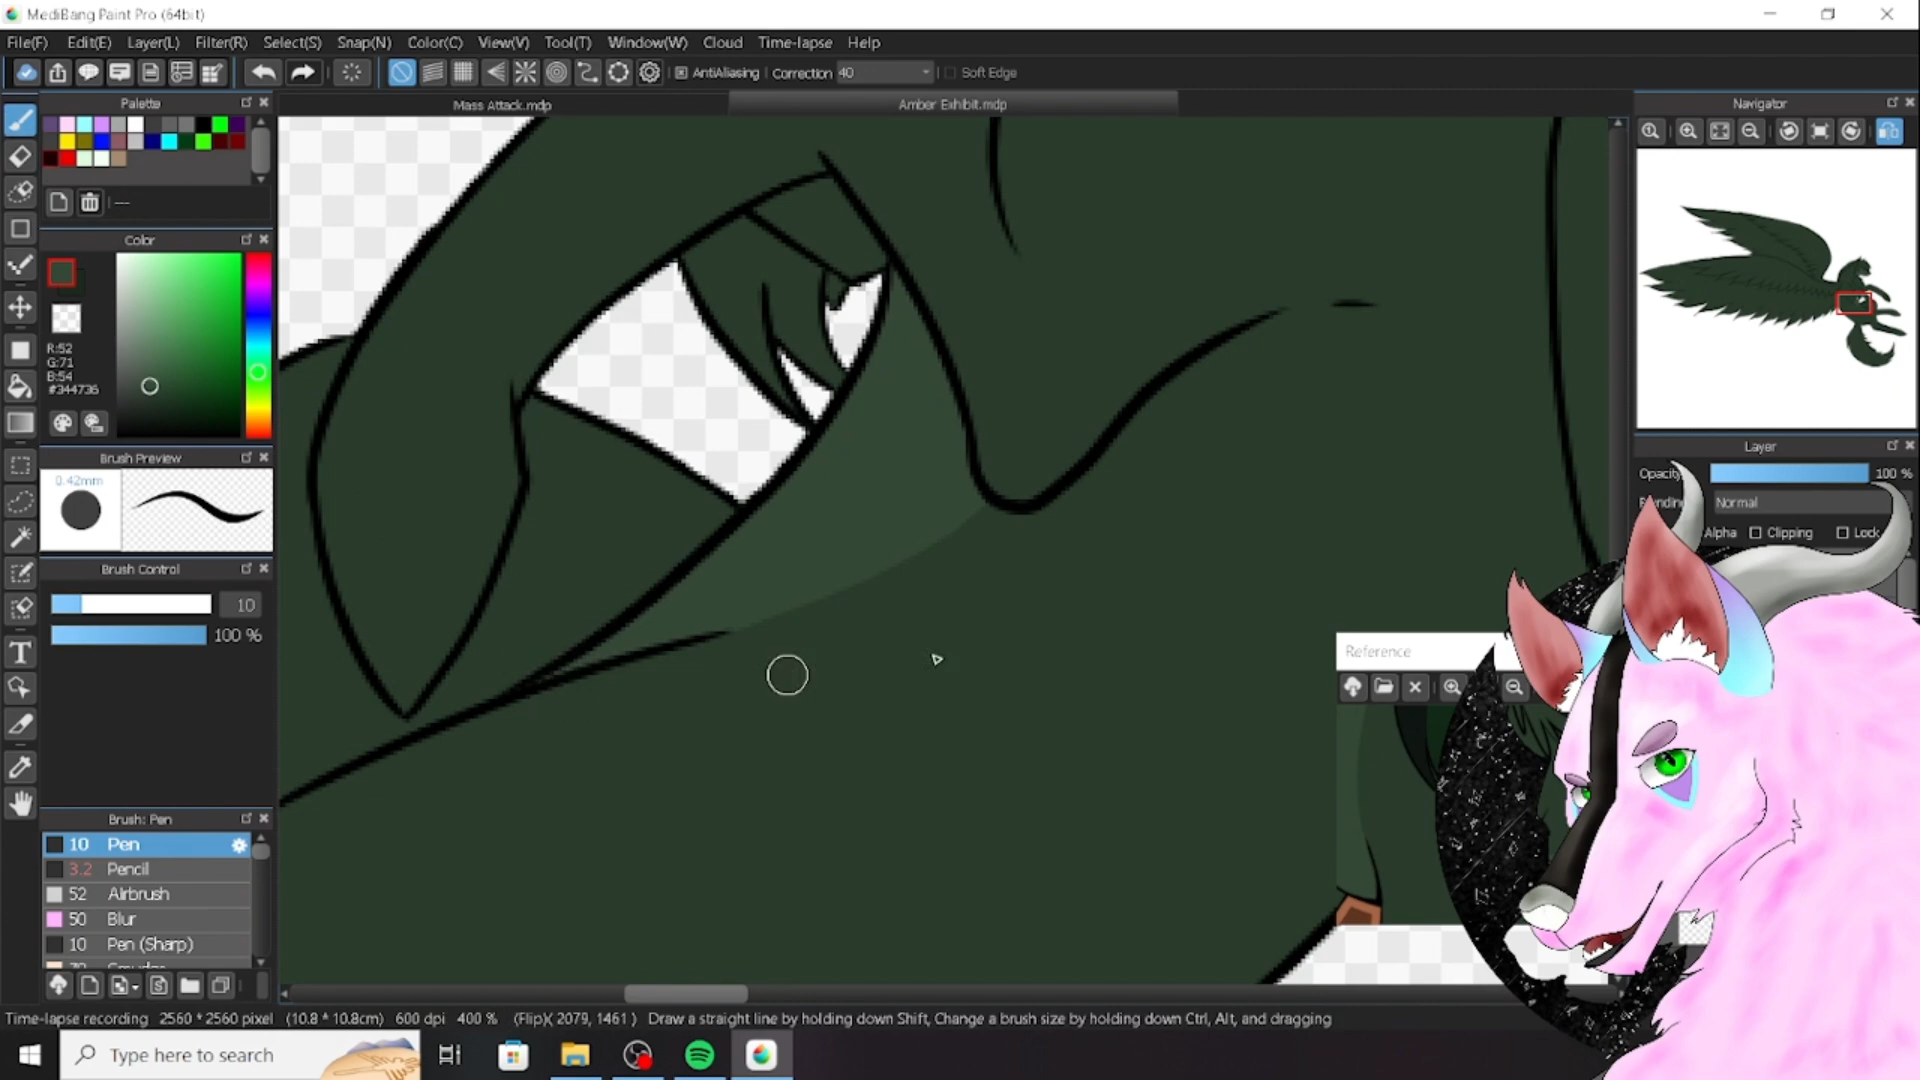 MediBang Paint Pro (64bit)
File(F) Edit(E) Layer(L) Filter(R) Select(S) Snap(N) Color(C) View(V) Tool(T) Window(W) Cloud Time-lapse Help
AntiAliasing Correction 40 Soft Edge
Palette
Mass Attack.mdp
Amber Exhibit.mdp
Navigator
---
Color
R:52
G:71
B:54
#344736
Layer
Opacity 100 %
Normal
Alpha Clipping Lock
Brush Preview
0.42mm
Brush Control
10
100 %
Reference
Brush: Pen
10 Pen
3.2 Pencil
52 Airbrush
50 Blur
10 Pen (Sharp)
Time-lapse recording 2560 * 2560 pixel (10.8 * 10.8cm) 600 dpi 400 % (Flip)( 2079, 1461 ) Draw a straight line by holding down Shift, Change a brush size by holding down Ctrl, Alt, and dragging
Type here to search